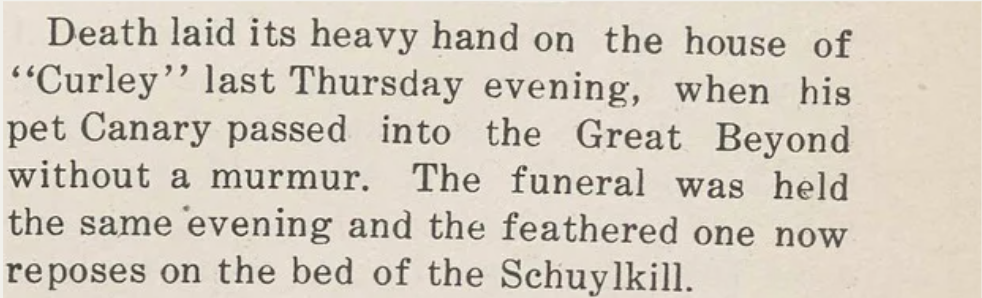 Death laid its heavy hand on the house of
‘‘Curley’’ last Thursday evening, when his
pet Canary passed into the Great Beyond
without a murmur. The funeral was held
the same evening and the feathered one now
reposes on the bed of the Schuylkill.